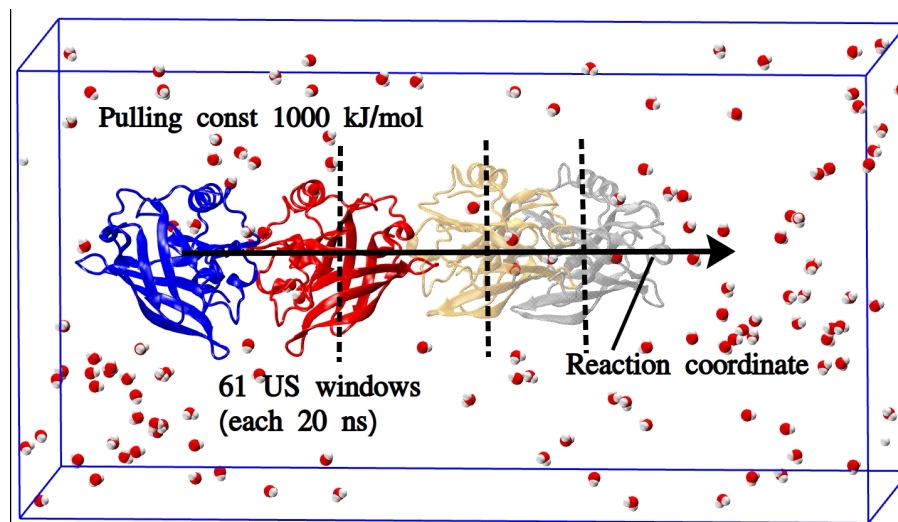 Pulling const 1000 kJ/mol
Reaction coordinate
61 US windows
(each 20 ns)